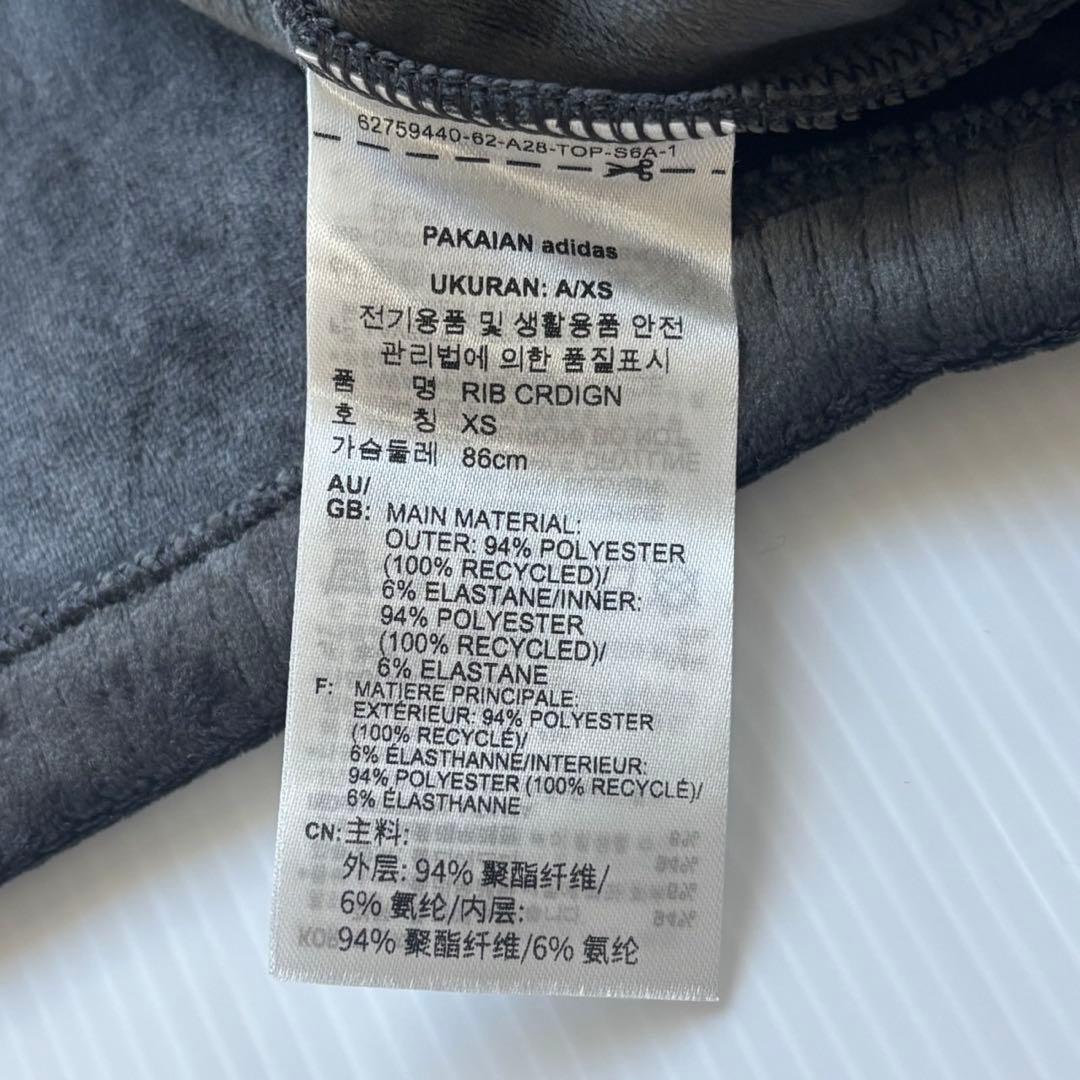 62759440-62-A28-TOP-S6A-1
PAKAIAN adidas
UKURAN: A/XS
전기용품 및 생활용품 안전
관리법에 의한 품질표시
품 명 RIB CRDIGN
호 칭 XS
가슴둘레 86cm
AU/
GB: MAIN MATERIAL:
OUTER: 94% POLYESTER
(100% RECYCLED)/
6% ELASTANE/INNER:
94% POLYESTER
(100% RECYCLED)/
6% ELASTANE
F: MATIERE PRINCIPALE:
EXTÉRIEUR: 94% POLYESTER
(100% RECYCLÉ)/
6% ÉLASTHANNE/INTERIEUR:
94% POLYESTER (100% RECYCLÉ)/
6% ÉLASTHANNE
CN: 主料:
外层: 94% 聚酯纤维/
6% 氨纶/内层:
94% 聚酯纤维/6% 氨纶